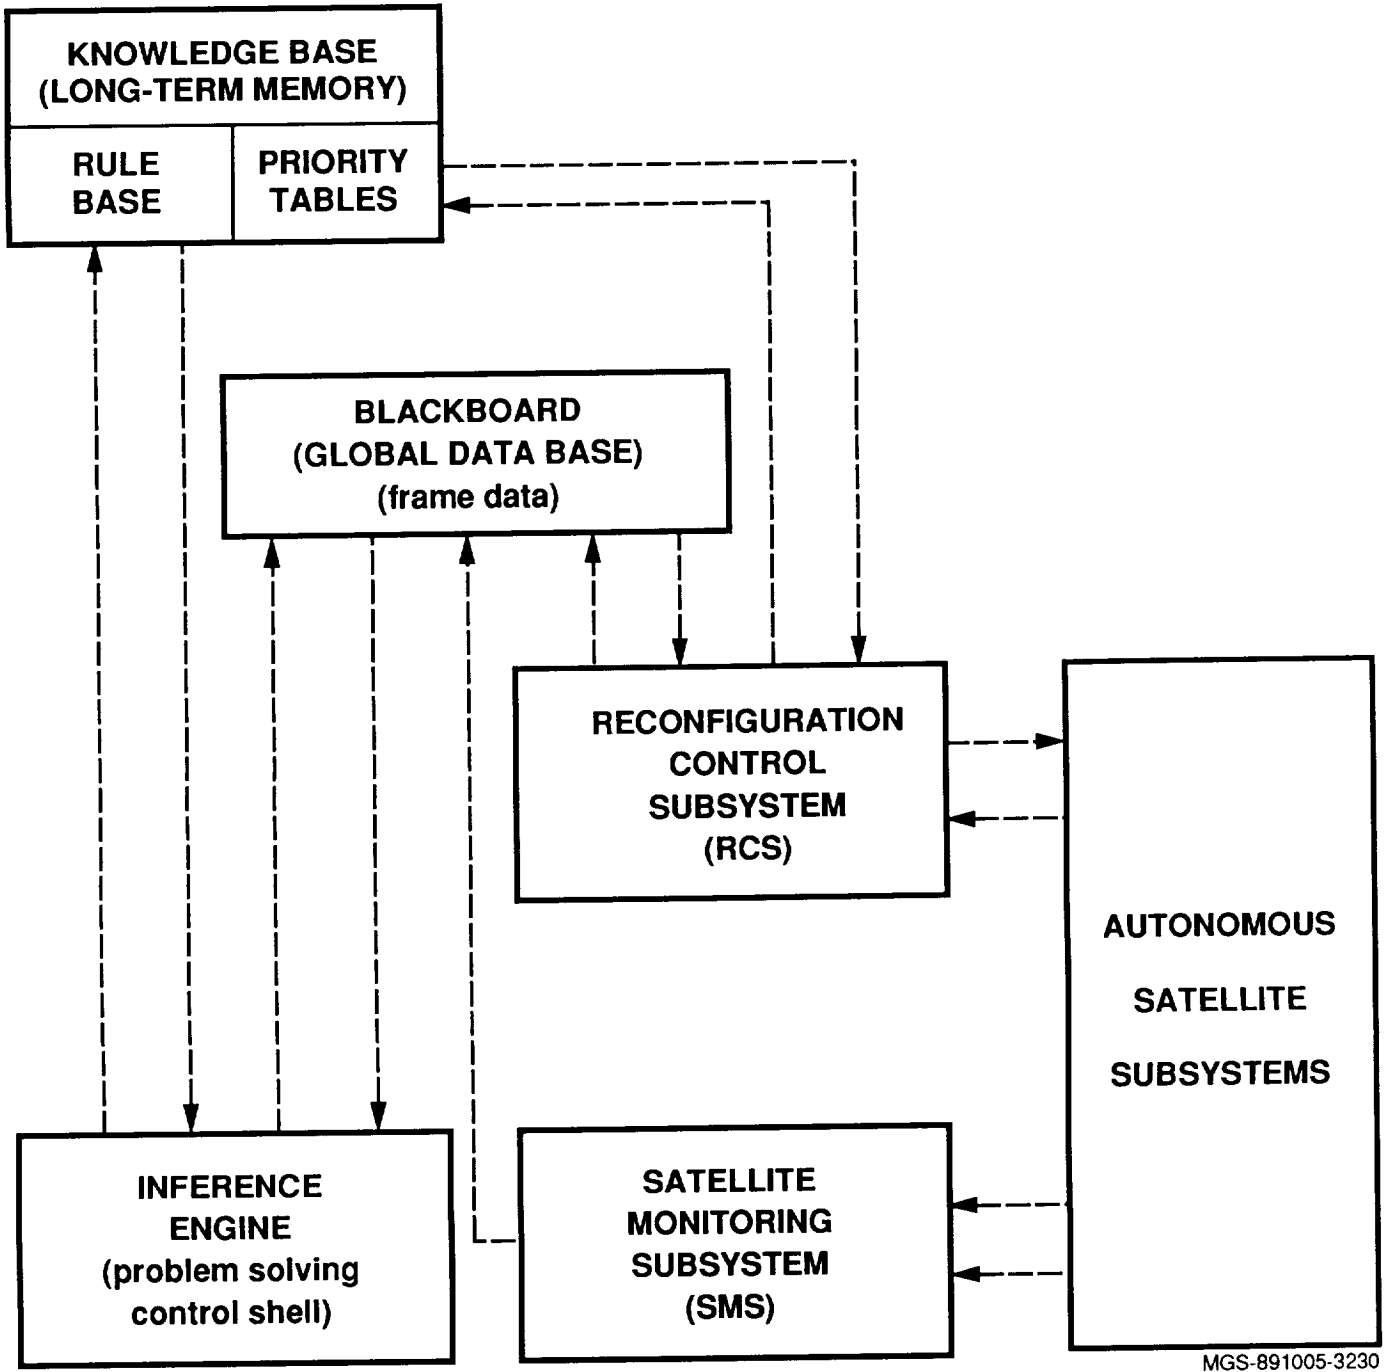 KNOWLEDGE BASE
(LONG-TERM MEMORY)
RULE
BASE
PRIORITY
TABLES
BLACKBOARD
(GLOBAL DATA BASE)
(frame data)
RECONFIGURATION
CONTROL
SUBSYSTEM
(RCS)
AUTONOMOUS
SATELLITE
SUBSYSTEMS
INFERENCE
ENGINE
(problem solving
control shell)
SATELLITE
MONITORING
SUBSYSTEM
(SMS)
MGS-891005-3230